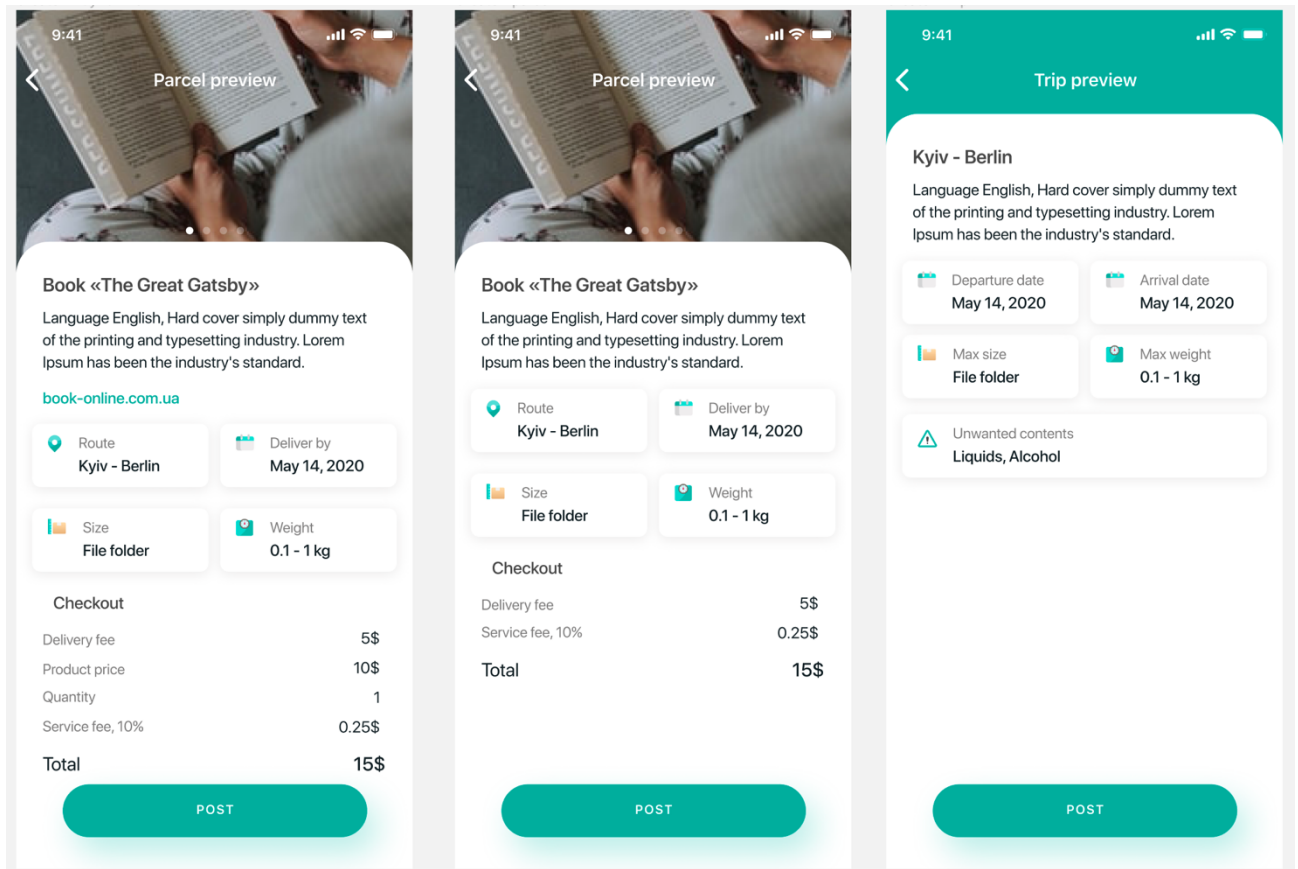 9:41
Parcel preview
Book «The Great Gatsby»
Language English, Hard cover simply dummy text
of the printing and typesetting industry. Lorem
Ipsum has been the industry's standard.
book-online.com.ua
Route
Kyiv - Berlin
Deliver by
May 14, 2020
Size
File folder
Weight
0.1 - 1 kg
Checkout
Delivery fee 5$
Product price 10$
Quantity 1
Service fee, 10% 0.25$
Total 15$
POST
9:41
Parcel preview
Book «The Great Gatsby»
Language English, Hard cover simply dummy text
of the printing and typesetting industry. Lorem
Ipsum has been the industry's standard.
Route
Kyiv - Berlin
Deliver by
May 14, 2020
Size
File folder
Weight
0.1 - 1 kg
Checkout
Delivery fee 5$
Service fee, 10% 0.25$
Total 15$
POST
9:41
Trip preview
Kyiv - Berlin
Language English, Hard cover simply dummy text
of the printing and typesetting industry. Lorem
Ipsum has been the industry's standard.
Departure date
May 14, 2020
Arrival date
May 14, 2020
Max size
File folder
Max weight
0.1 - 1 kg
Unwanted contents
Liquids, Alcohol
POST